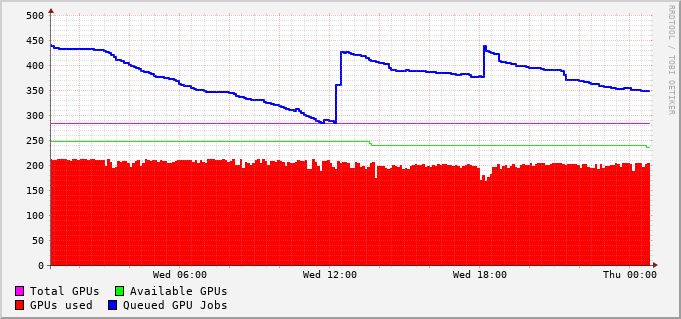 500
450
400
350
300
250
200
150
100
50
0
Wed 06:00 Wed 12:00 Wed 18:00 Thu 00:00
Total GPUs Available GPUs
GPUs used Queued GPU Jobs
RRDTOOL / TOBI OETIKER